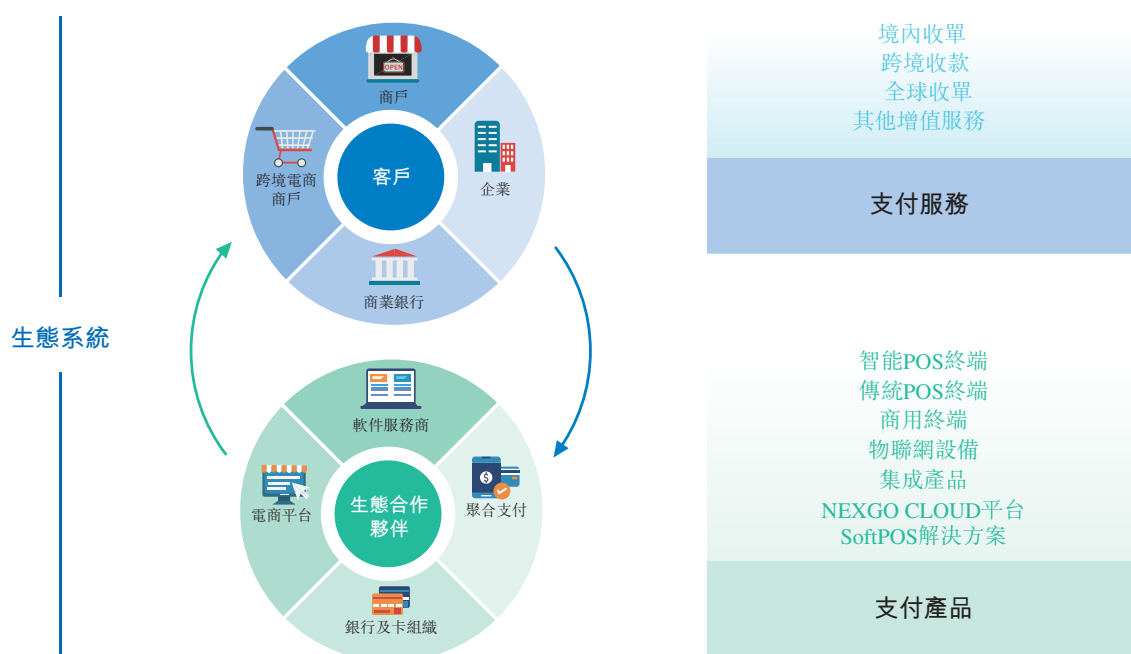 生態系統
OPEN
商戶
跨境電商
商戶
客戶
企業
商業銀行
軟件服務商
電商平台
生態合作
夥伴
聚合支付
銀行及卡組織
境內收單
跨境收款
全球收單
其他增值服務
支付服務
智能POS終端
傳統POS終端
商用終端
物聯網設備
集成產品
NEXGO CLOUD平台
SoftPOS解決方案
支付產品